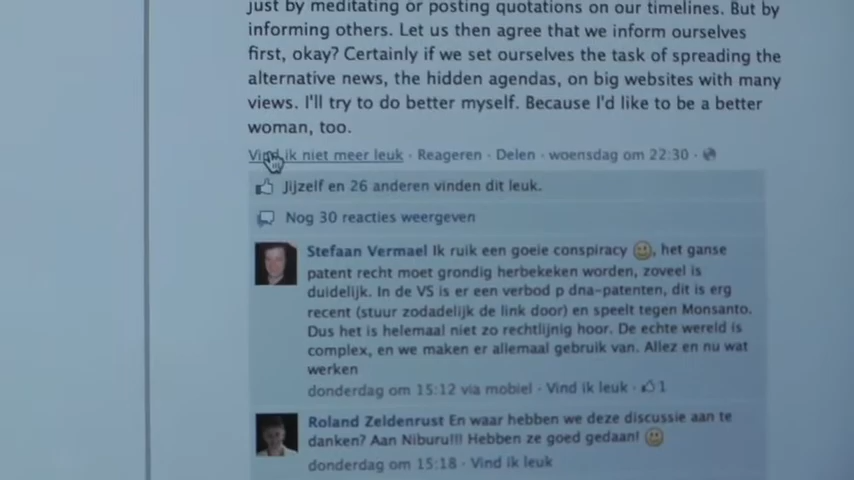 just by meditating or posting quotations on our timelines. But by
informing others. Let us then agree that we inform ourselves
first, okay? Certainly if we set ourselves the task of spreading the
alternative news, the hidden agendas, on big websites with many
views. I'll try to do better myself. Because I'd like to be a better
woman, too.
Vind ik niet meer leuk · Reageren · Delen · woensdag om 22:30 ·
Jijzelf en 26 anderen vinden dit leuk.
Nog 30 reacties weergeven
Stefaan Vermael Ik ruik een goeie conspiracy, het ganse
patent recht moet grondig herbekeken worden, zoveel is
duidelijk. In de VS is er een verbod p dna-patenten, dit is erg
recent (stuur zodadelijk de link door) en speelt tegen Monsanto.
Dus het is helemaal niet zo rechtlijnig hoor. De echte wereld is
complex, en we maken er allemaal gebruik van. Allez en nu wat
werken
donderdag om 15:12 via mobiel · Vind ik leuk · 1
Roland Zeldenrust En waar hebben we deze discussie aan te
danken? Aan Niburu!!! Hebben ze goed gedaan!
donderdag om 15:18 · Vind ik leuk